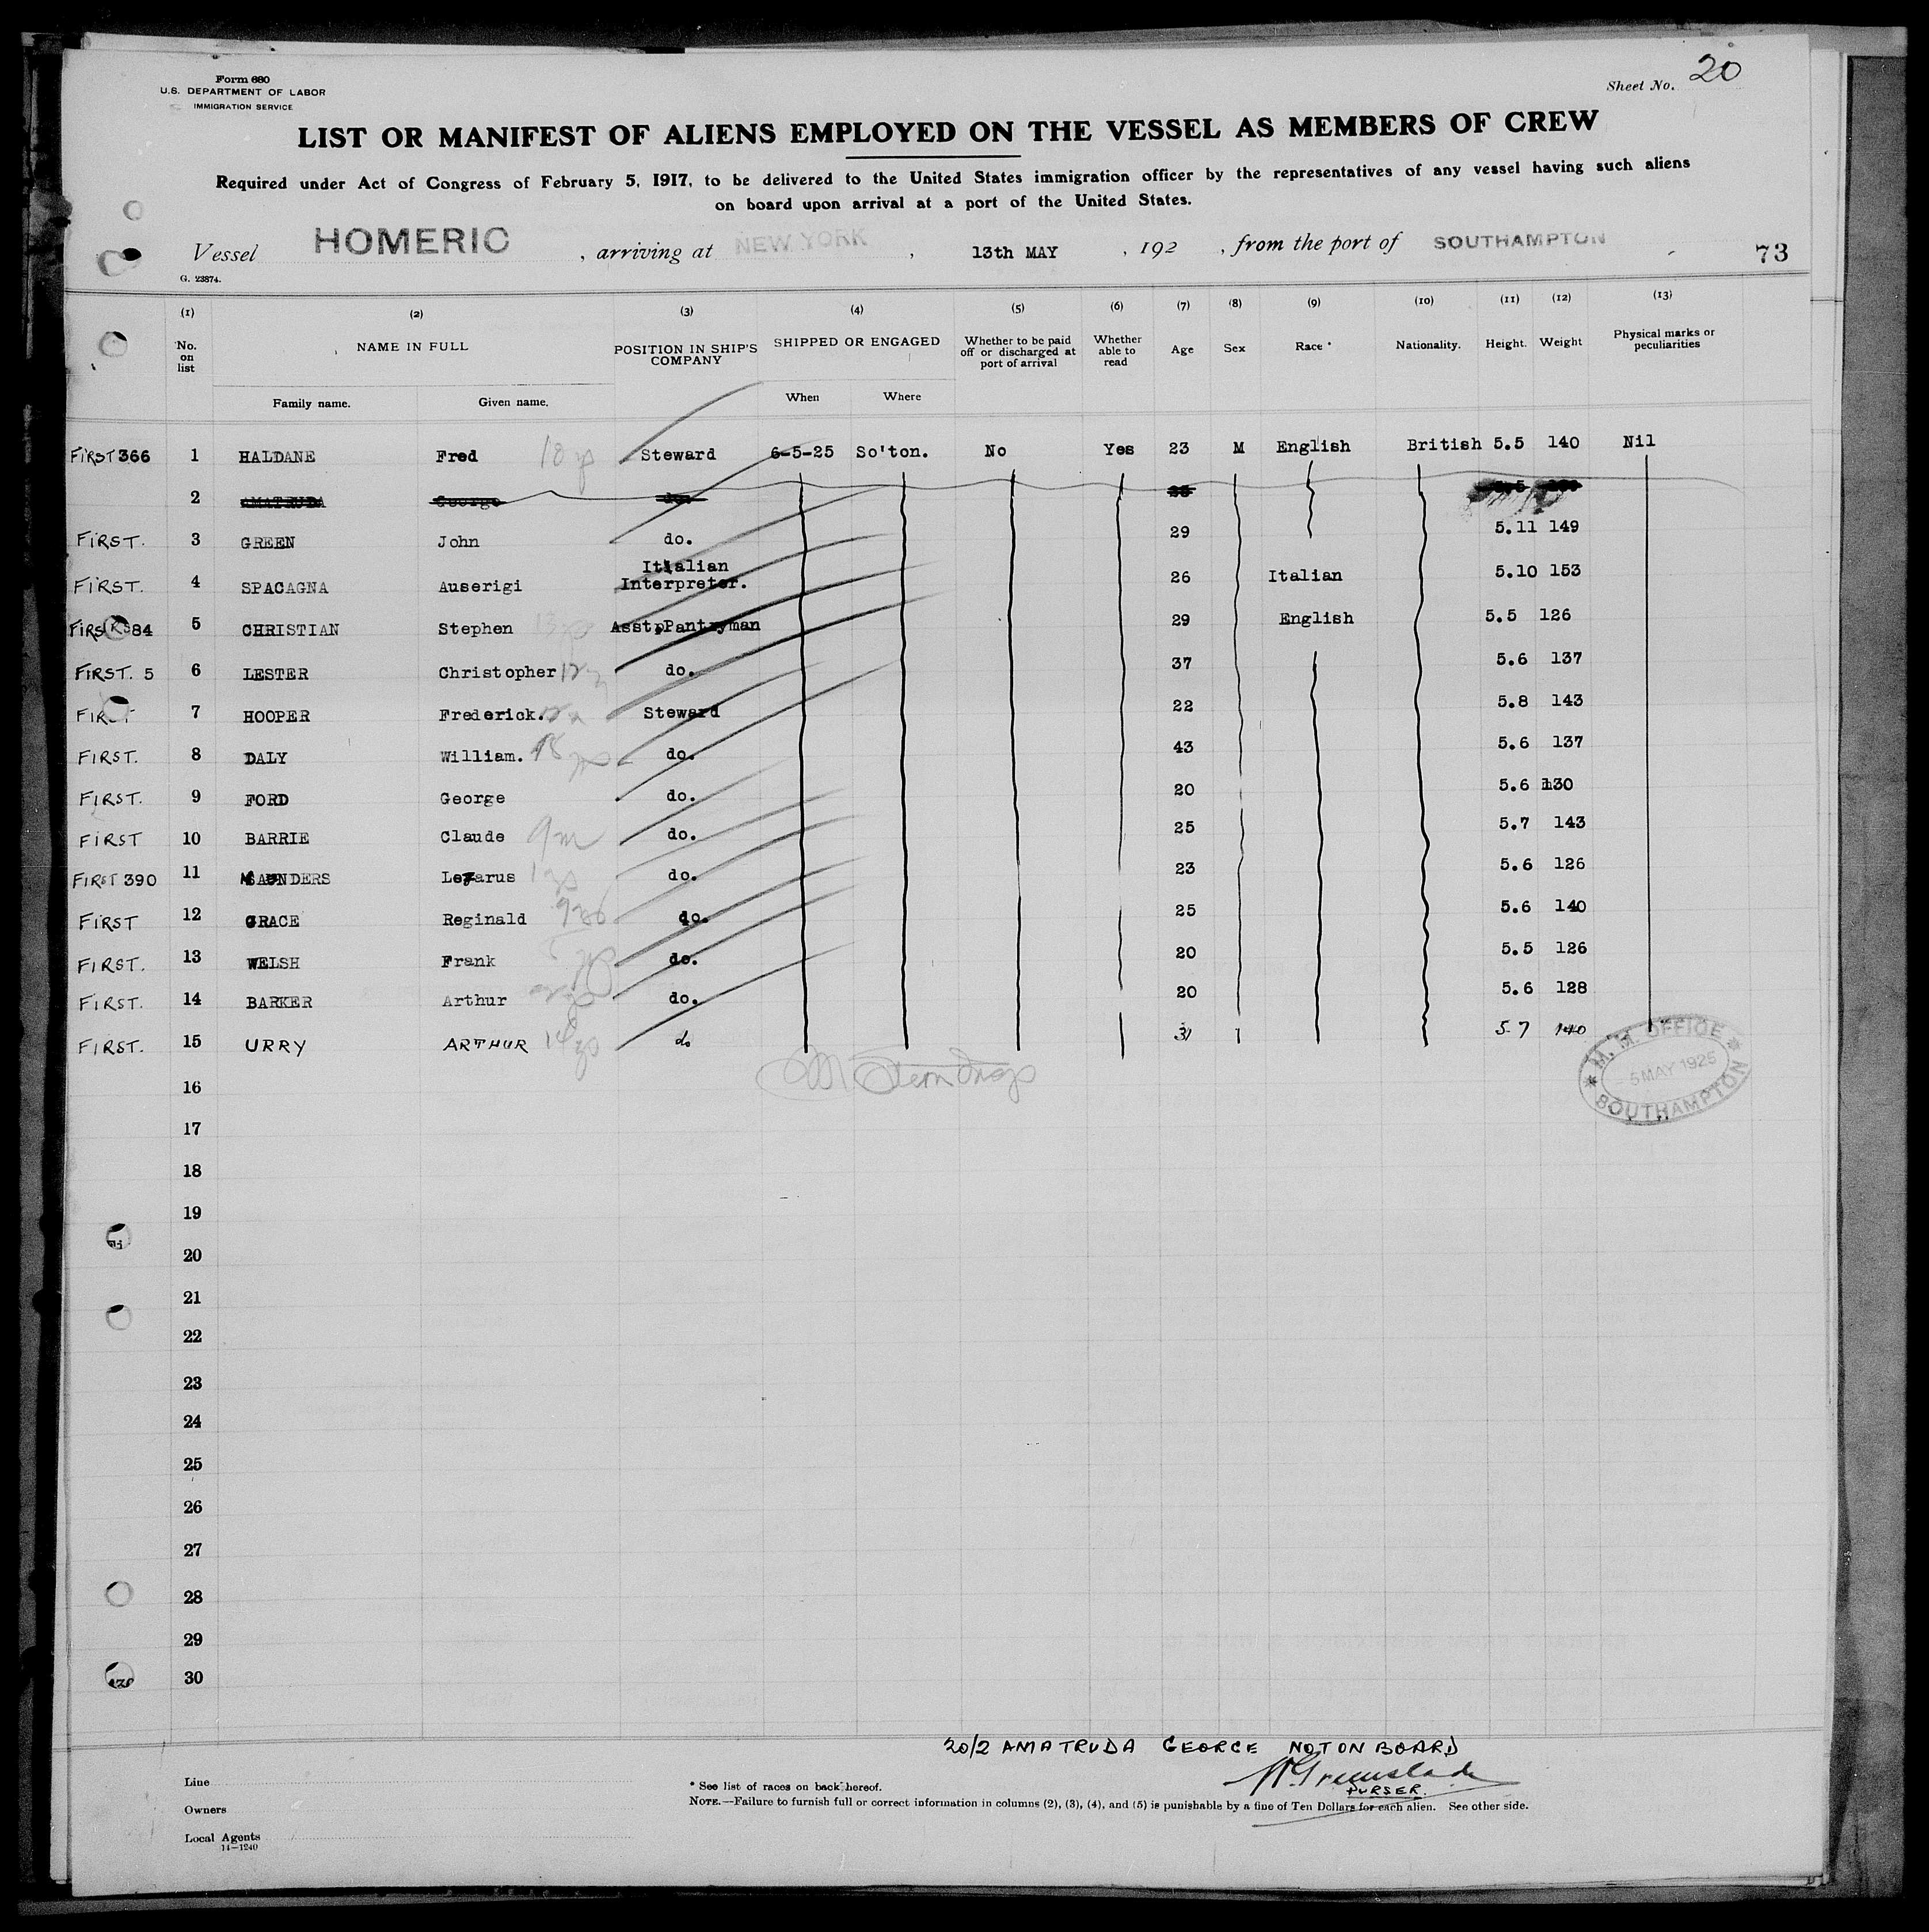 Form 680
U.S. DEPARTMENT OF LABOR
IMMIGRATION SERVICE
Sheet No. 20
LIST OR MANIFEST OF ALIENS EMPLOYED ON THE VESSEL AS MEMBERS OF CREW
Required under Act of Congress of February 5, 1917, to be delivered to the United States immigration officer by the representatives of any vessel having such aliens
on board upon arrival at a port of the United States.
Vessel HOMERIC , arriving at NEW YORK , 13th MAY , 192 , from the port of SOUTHAMPTON 73
G. 23874.
(1) (2) (3) (4) (5) (6) (7) (8) (9) (10) (11) (12) (13)
No. on list NAME IN FULL POSITION IN SHIP'S COMPANY SHIPPED OR ENGAGED Whether to be paid off or discharged at port of arrival Whether able to read Age Sex Race * Nationality. Height. Weight Physical marks or peculiarities
Family name. Given name. When Where
FIRST 366 1 HALDANE Fred Steward 6-5-25 So'ton. No Yes 23 M English British 5.5 140 Nil
2 AMATRUDA George do.
FIRST. 3 GREEN John do. 29 5.11 149
FIRST. 4 SPACAGNA Auserigi Itialian Interpreter. 26 Italian 5.10 153
84 5 CHRISTIAN Stephen Asst. Pantryman 29 English 5.5 126
FIRST. 5 6 LESTER Christopher do. 37 5.6 137
FIRST 7 HOOPER Frederick. Steward 22 5.8 143
FIRST. 8 DALY William. do. 43 5.6 137
FIRST. 9 FORD George do. 20 5.6 130
FIRST 10 BARRIE Claude 9m do. 25 5.7 143
FIRST 390 11 SAUNDERS Lazarus do. 23 5.6 126
FIRST 12 GRACE Reginald do. 25 5.6 140
FIRST. 13 WELSH Frank do. 20 5.5 126
FIRST. 14 BARKER Arthur do. 20 5.6 128
FIRST. 15 URRY ARTHUR do 31 5-7 140
M. M. OFFICE
5 MAY 1925
SOUTHAMPTON
16
17
18
19
20
21
22
23
24
25
26
27
28
29
30
20/2 AMATRUDA GEORGE NOT ON BOARD
W Greenslade
PURSER.
Line
* See list of races on back hereof.
Owners
NOTE.—Failure to furnish full or correct information in columns (2), (3), (4), and (5) is punishable by a fine of Ten Dollars for each alien. See other side.
Local Agents
14—1240